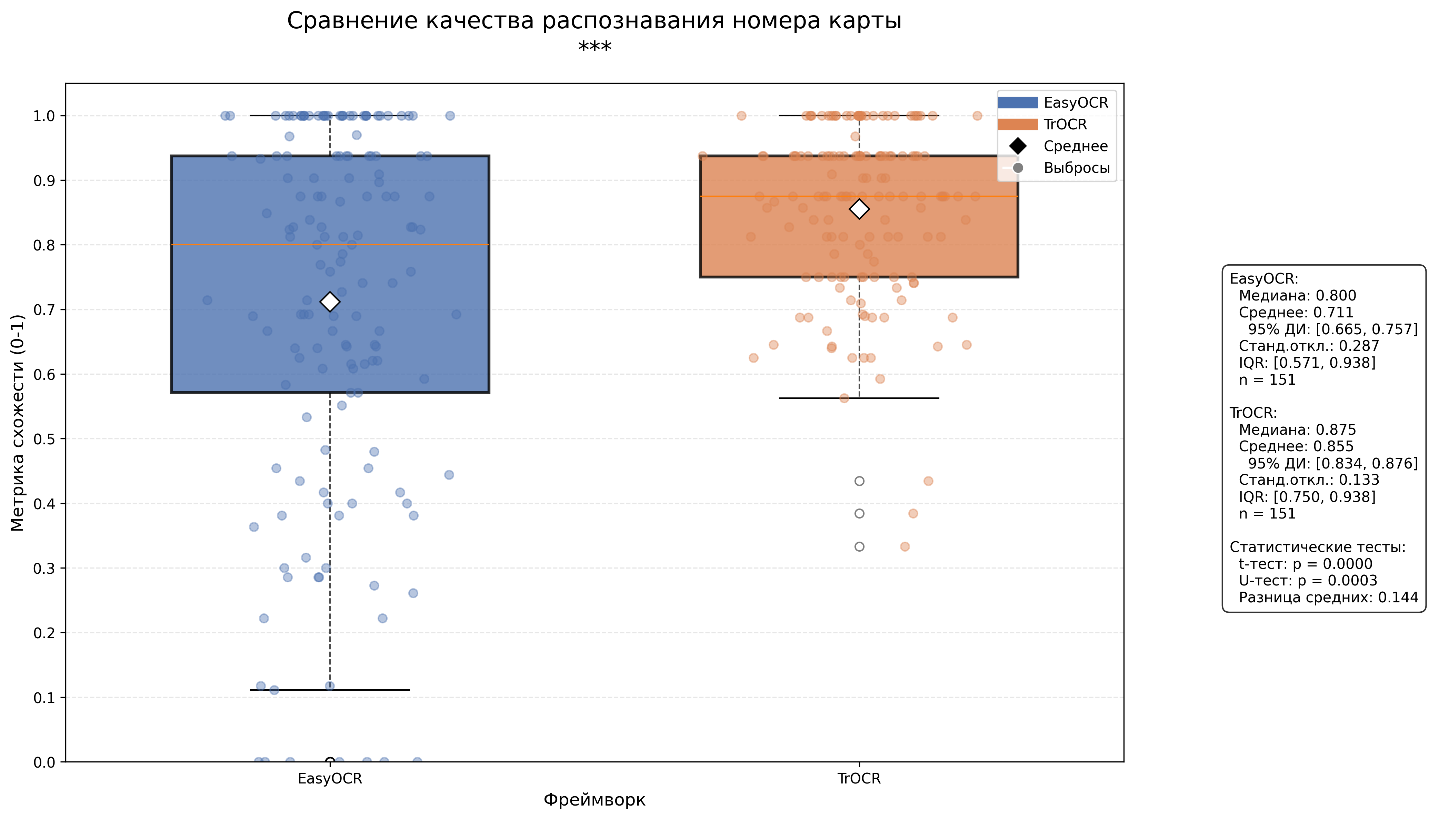 Сравнение качества распознавания номера карты
***
Метрика схожести (0-1)
1.0
0.9
0.8
0.7
0.6
0.5
0.4
0.3
0.2
0.1
0.0
EasyOCR
TrOCR
Фреймворк
EasyOCR
TrOCR
Среднее
Выбросы
EasyOCR:
Медиана: 0.800
Среднее: 0.711
95% ДИ: [0.665, 0.757]
Станд.откл.: 0.287
IQR: [0.571, 0.938]
n = 151
TrOCR:
Медиана: 0.875
Среднее: 0.855
95% ДИ: [0.834, 0.876]
Станд.откл.: 0.133
IQR: [0.750, 0.938]
n = 151
Статистические тесты:
t-тест: p = 0.0000
U-тест: p = 0.0003
Разница средних: 0.144